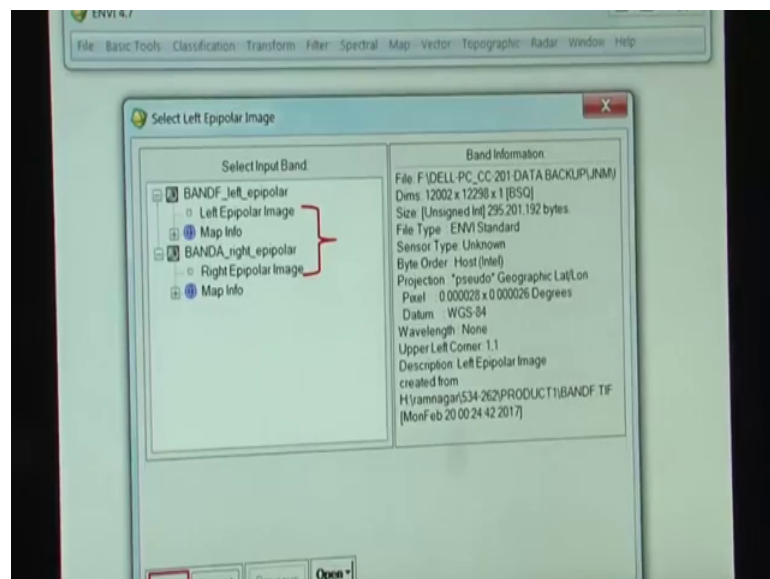 ENVI 4.7
File Basic Tools Classification Transform Filter Spectral Map Vector Topographic Radar Window Help
Select Left Epipolar Image
Select Input Band
BANDF_left_epipolar
Left Epipolar Image
Map Info
BANDA_right_epipolar
Right Epipolar Image
Map Info
Band Information
File: F:\DELL-PC_CC-201-DATA BACKUP\JNM\
Dims: 12002 x 12298 x 1 [BSQ]
Size: [Unsigned Int] 295,201,192 bytes.
File Type : ENVI Standard
Sensor Type: Unknown
Byte Order : Host (Intel)
Projection : "pseudo" Geographic Lat/Lon
Pixel : 0.000028 x 0.000026 Degrees
Datum : WGS-84
Wavelength : None
Upper Left Corner: 1,1
Description: Left Epipolar Image
created from
H:\ramnagar\534-262\PRODUCT1\BANDF.TIF
[Mon Feb 20 00:24:42 2017]
Open